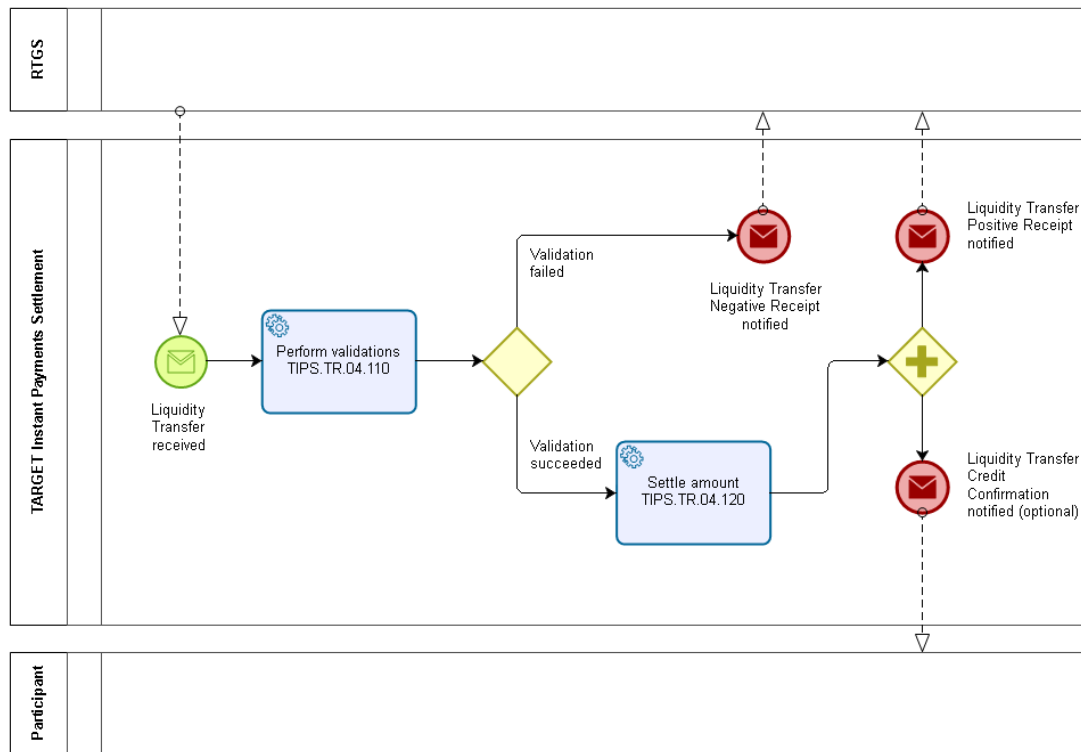 RTGS
TARGET Instant Payments Settlement
Participant
Liquidity
Transfer
received
Perform validations
TIPS.TR.04.110
Validation
failed
Validation
succeeded
Liquidity Transfer
Negative Receipt
notified
Settle amount
TIPS.TR.04.120
Liquidity Transfer
Positive Receipt
notified
Liquidity Transfer
Credit
Confirmation
notified (optional)